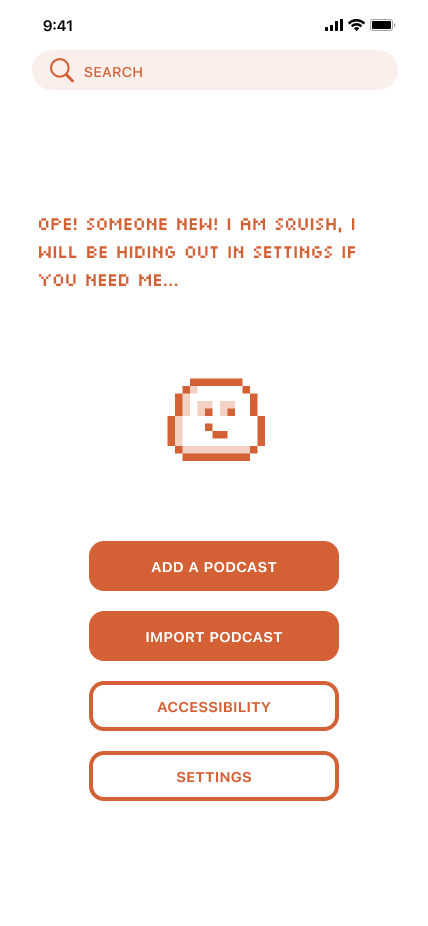 9:41
SEARCH
OPE! SOMEONE NEW! I AM SQUISH, I
WILL BE HIDING OUT IN SETTINGS IF
YOU NEED ME...
ADD A PODCAST
IMPORT PODCAST
ACCESSIBILITY
SETTINGS